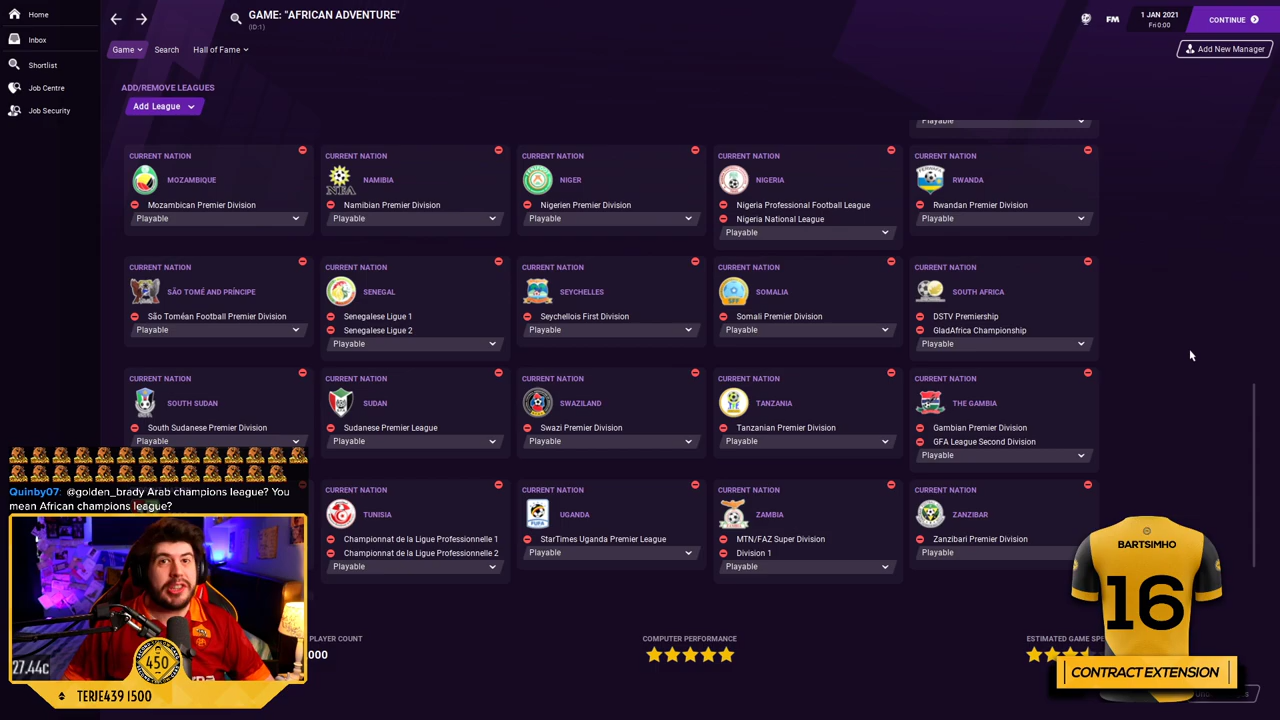 Home
Inbox
Shortlist
Job Centre
Job Security
GAME: "AFRICAN ADVENTURE"
(ID:1)
FM
1 JAN 2021
Fri 0:00
CONTINUE
Game
Search
Hall of Fame
Add New Manager
ADD/REMOVE LEAGUES
Add League
Playable
CURRENT NATION
MOZAMBIQUE
Mozambican Premier Division
Playable
CURRENT NATION
NAMIBIA
Namibian Premier Division
Playable
CURRENT NATION
NIGER
Nigerien Premier Division
Playable
CURRENT NATION
NIGERIA
Nigeria Professional Football League
Nigeria National League
Playable
CURRENT NATION
RWANDA
Rwandan Premier Division
Playable
CURRENT NATION
SÃO TOMÉ AND PRÍNCIPE
São Toméan Football Premier Division
Playable
CURRENT NATION
SENEGAL
Senegalese Ligue 1
Senegalese Ligue 2
Playable
CURRENT NATION
SEYCHELLES
Seychellois First Division
Playable
CURRENT NATION
SOMALIA
Somali Premier Division
Playable
CURRENT NATION
SOUTH AFRICA
DSTV Premiership
GladAfrica Championship
Playable
CURRENT NATION
SOUTH SUDAN
South Sudanese Premier Division
Playable
CURRENT NATION
SUDAN
Sudanese Premier League
Playable
CURRENT NATION
SWAZILAND
Swazi Premier Division
Playable
CURRENT NATION
TANZANIA
Tanzanian Premier Division
Playable
CURRENT NATION
THE GAMBIA
Gambian Premier Division
GFA League Second Division
Playable
CURRENT NATION
TUNISIA
Championnat de la Ligue Professionnelle 1
Championnat de la Ligue Professionnelle 2
Playable
CURRENT NATION
UGANDA
StarTimes Uganda Premier League
Playable
CURRENT NATION
ZAMBIA
MTN/FAZ Super Division
Division 1
Playable
CURRENT NATION
ZANZIBAR
Zanzibari Premier Division
Playable
Quinby07: @golden_brady Arab champions league? You
mean African champions league?
27.44c
450
TERJE439 1500
PLAYER COUNT
000
COMPUTER PERFORMANCE
ESTIMATED GAME SPE
BARTSIMHO
16
CONTRACT EXTENSION